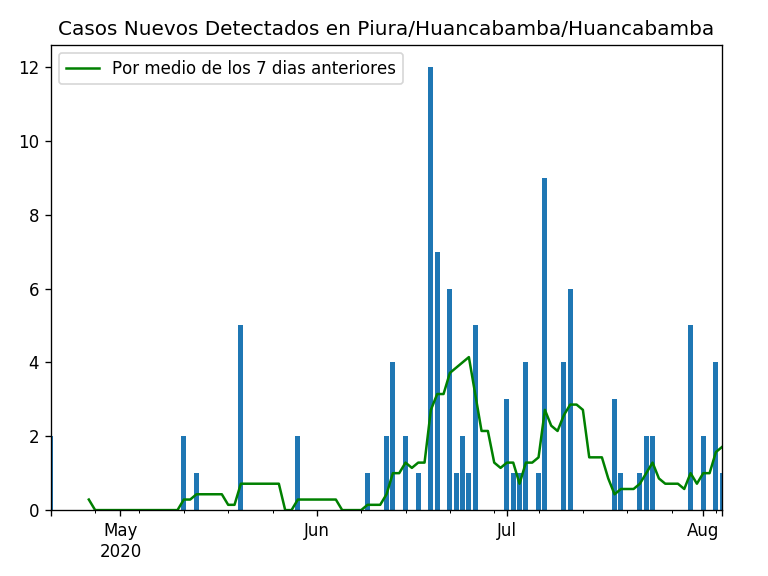 Casos Nuevos Detectados en Piura/Huancabamba/Huancabamba
Por medio de los 7 dias anteriores
12
10
8
6
4
2
0
May
2020
Jun
Jul
Aug